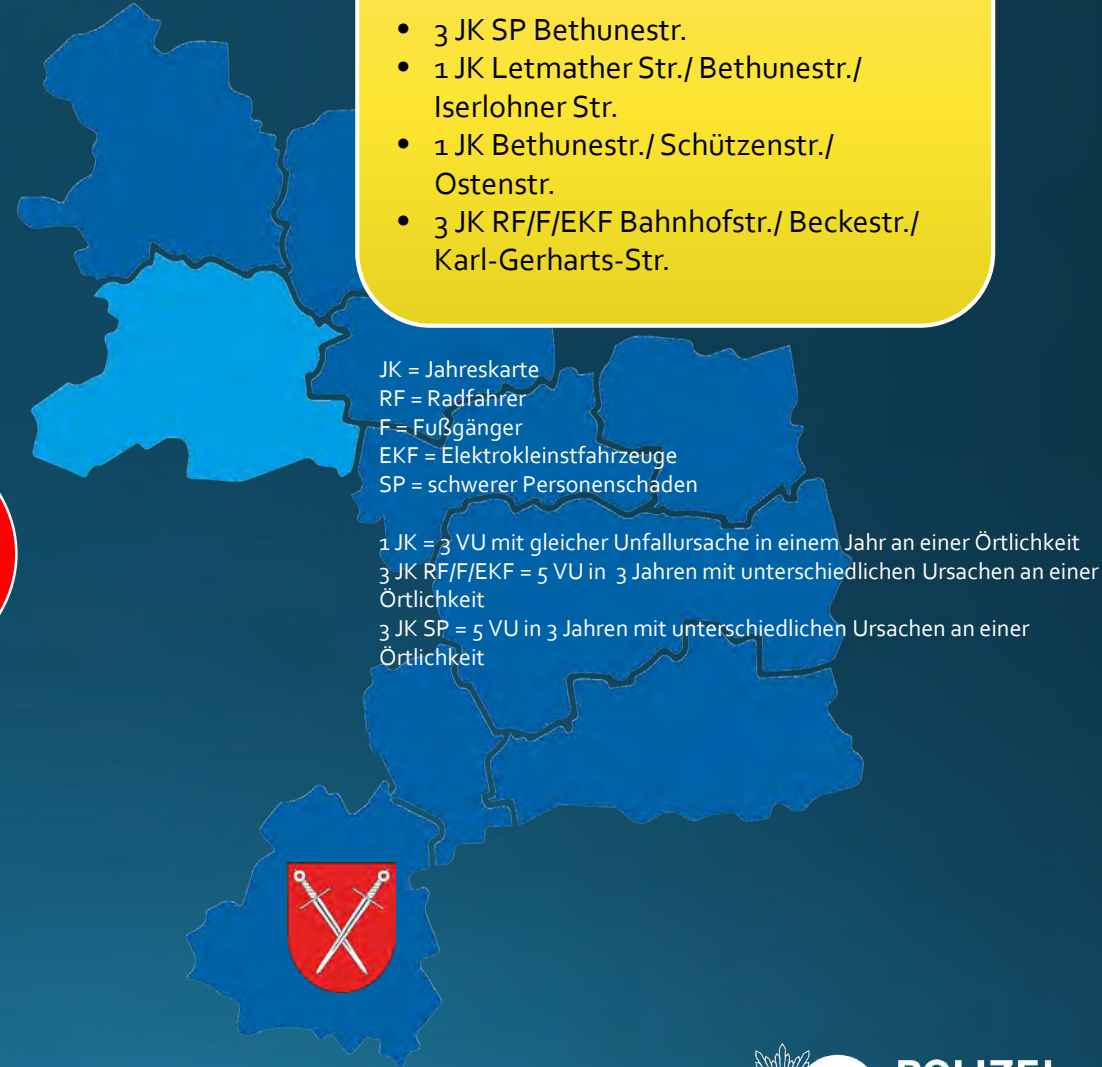 • 3 JK SP Bethunestr.
• 1 JK Letmather Str./ Bethunestr./
Iserlohner Str.
• 1 JK Bethunestr./ Schützenstr./
Ostenstr.
• 3 JK RF/F/EKF Bahnhofstr./ Beckestr./
Karl-Gerharts-Str.
JK = Jahreskarte
RF = Radfahrer
F = Fußgänger
EKF = Elektrokleinstfahrzeuge
SP = schwerer Personenschaden
1 JK = 3 VU mit gleicher Unfallursache in einem Jahr an einer Örtlichkeit
3 JK RF/F/EKF = 5 VU in 3 Jahren mit unterschiedlichen Ursachen an einer
Örtlichkeit
3 JK SP = 5 VU in 3 Jahren mit unterschiedlichen Ursachen an einer
Örtlichkeit
POLIZEI